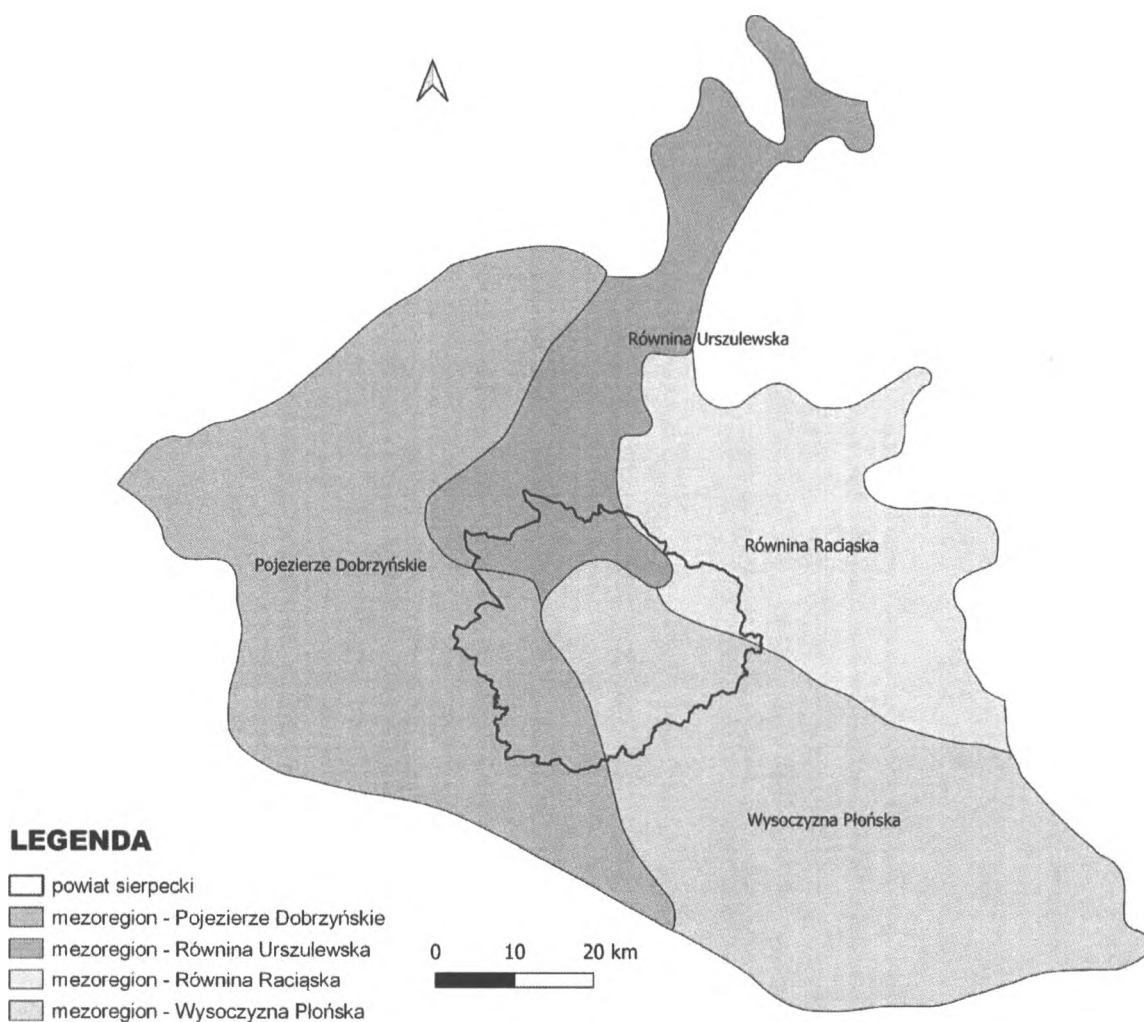 Równina Urszulewska
Równina Raciąska
Pojezierze Dobrzyńskie
Wysoczyzna Płońska
LEGENDA
powiat sierpecki
mezoregion - Pojezierze Dobrzyńskie
mezoregion - Równina Urszulewska
mezoregion - Równina Raciąska
mezoregion - Wysoczyzna Płońska
0 10 20 km